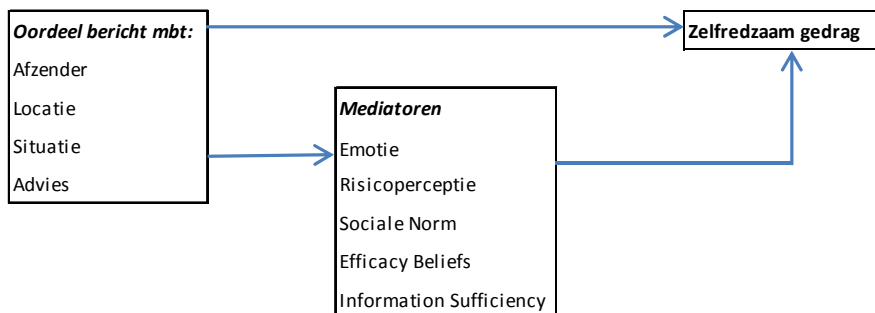 Oordeel bericht mbt:
Afzender
Locatie
Situatie
Advies
Mediatoren
Emotie
Risicoperceptie
Sociale Norm
Efficacy Beliefs
Information Sufficiency
Zelfredzaam gedrag